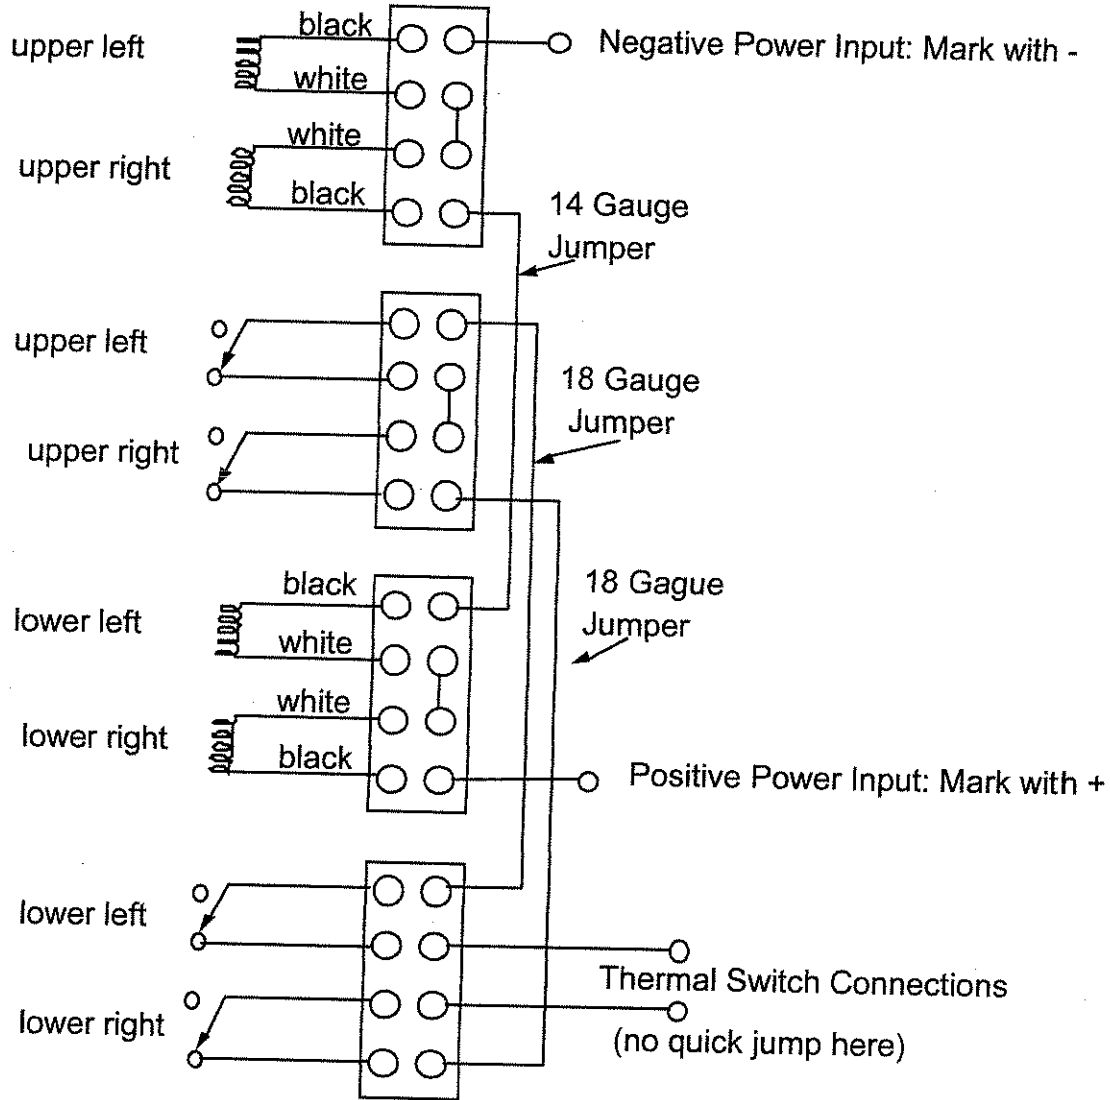 upper left
black
Negative Power Input: Mark with -
white
upper right
white
black
14 Gauge
Jumper
upper left
18 Gauge
Jumper
upper right
lower left
black
18 Gague
Jumper
white
lower right
white
black
Positive Power Input: Mark with +
lower left
Thermal Switch Connections
lower right
(no quick jump here)